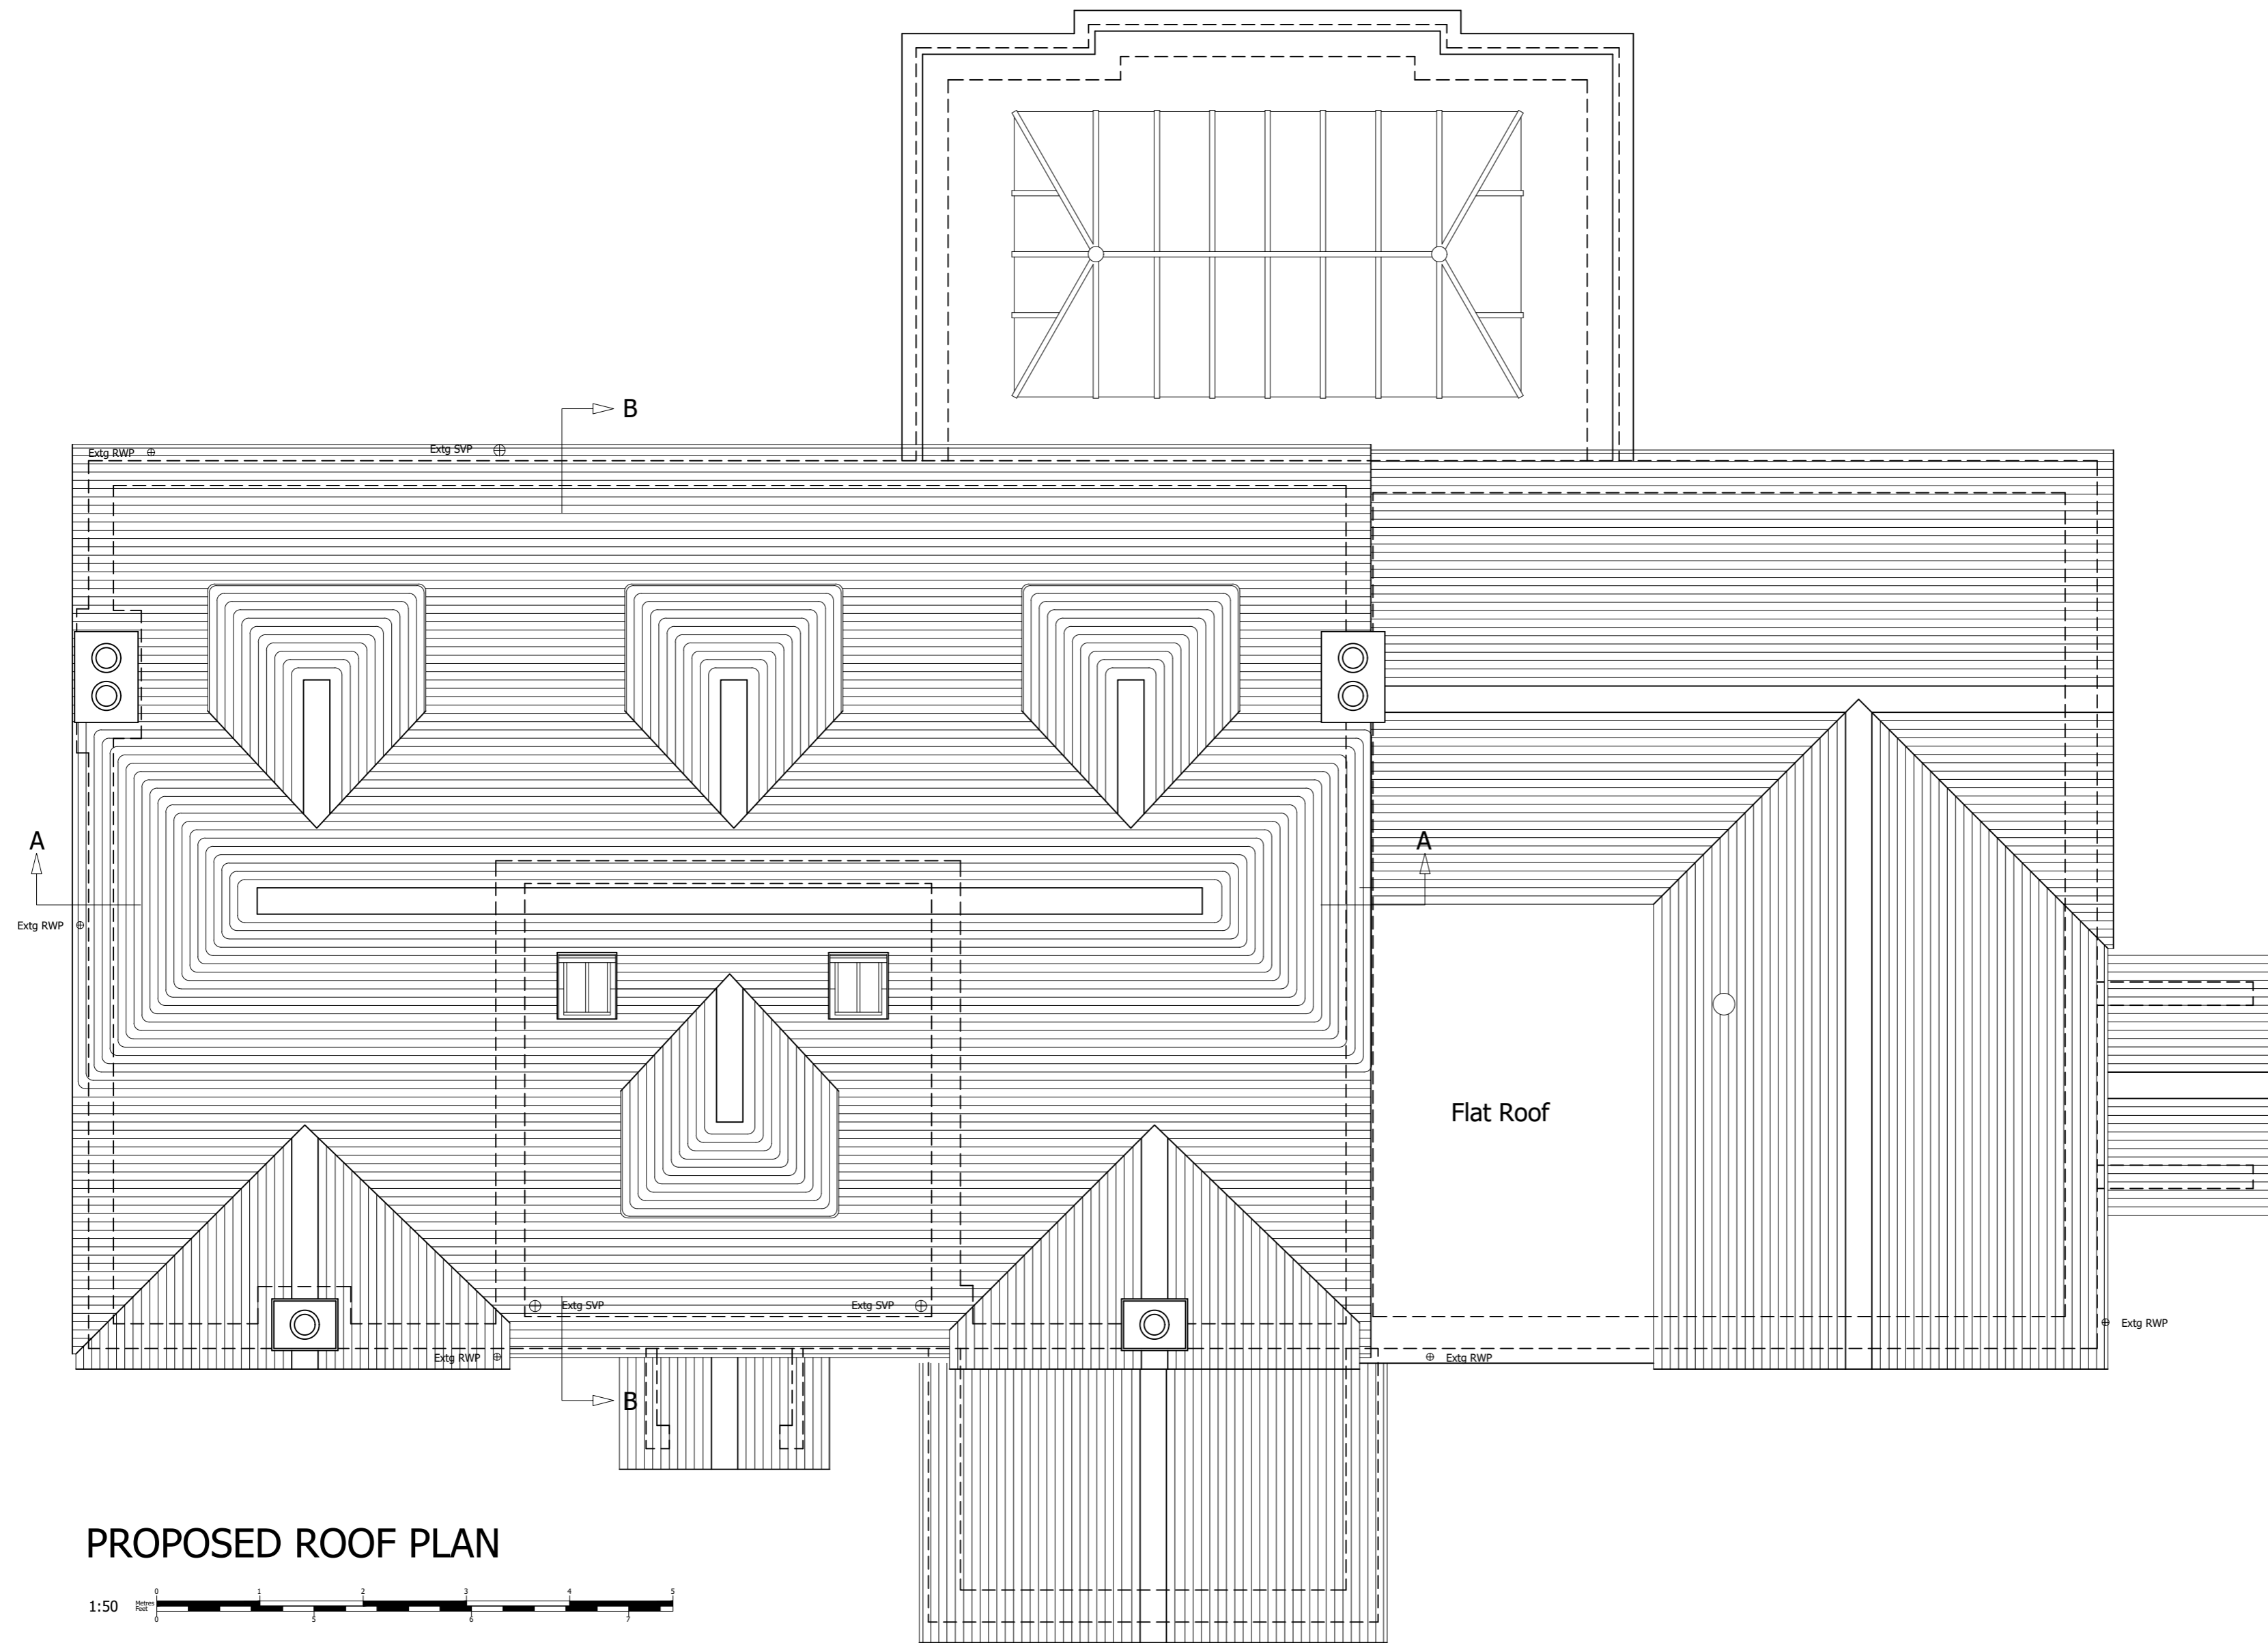 B
Extg RWP
Extg SVP
A
A
Extg RWP
Flat Roof
Extg SVP
Extg SVP
Extg RWP
Extg RWP
Extg RWP
B
PROPOSED ROOF PLAN
0 1 2 3 4 5
1:50
Metres
Feet
0 5 6 7